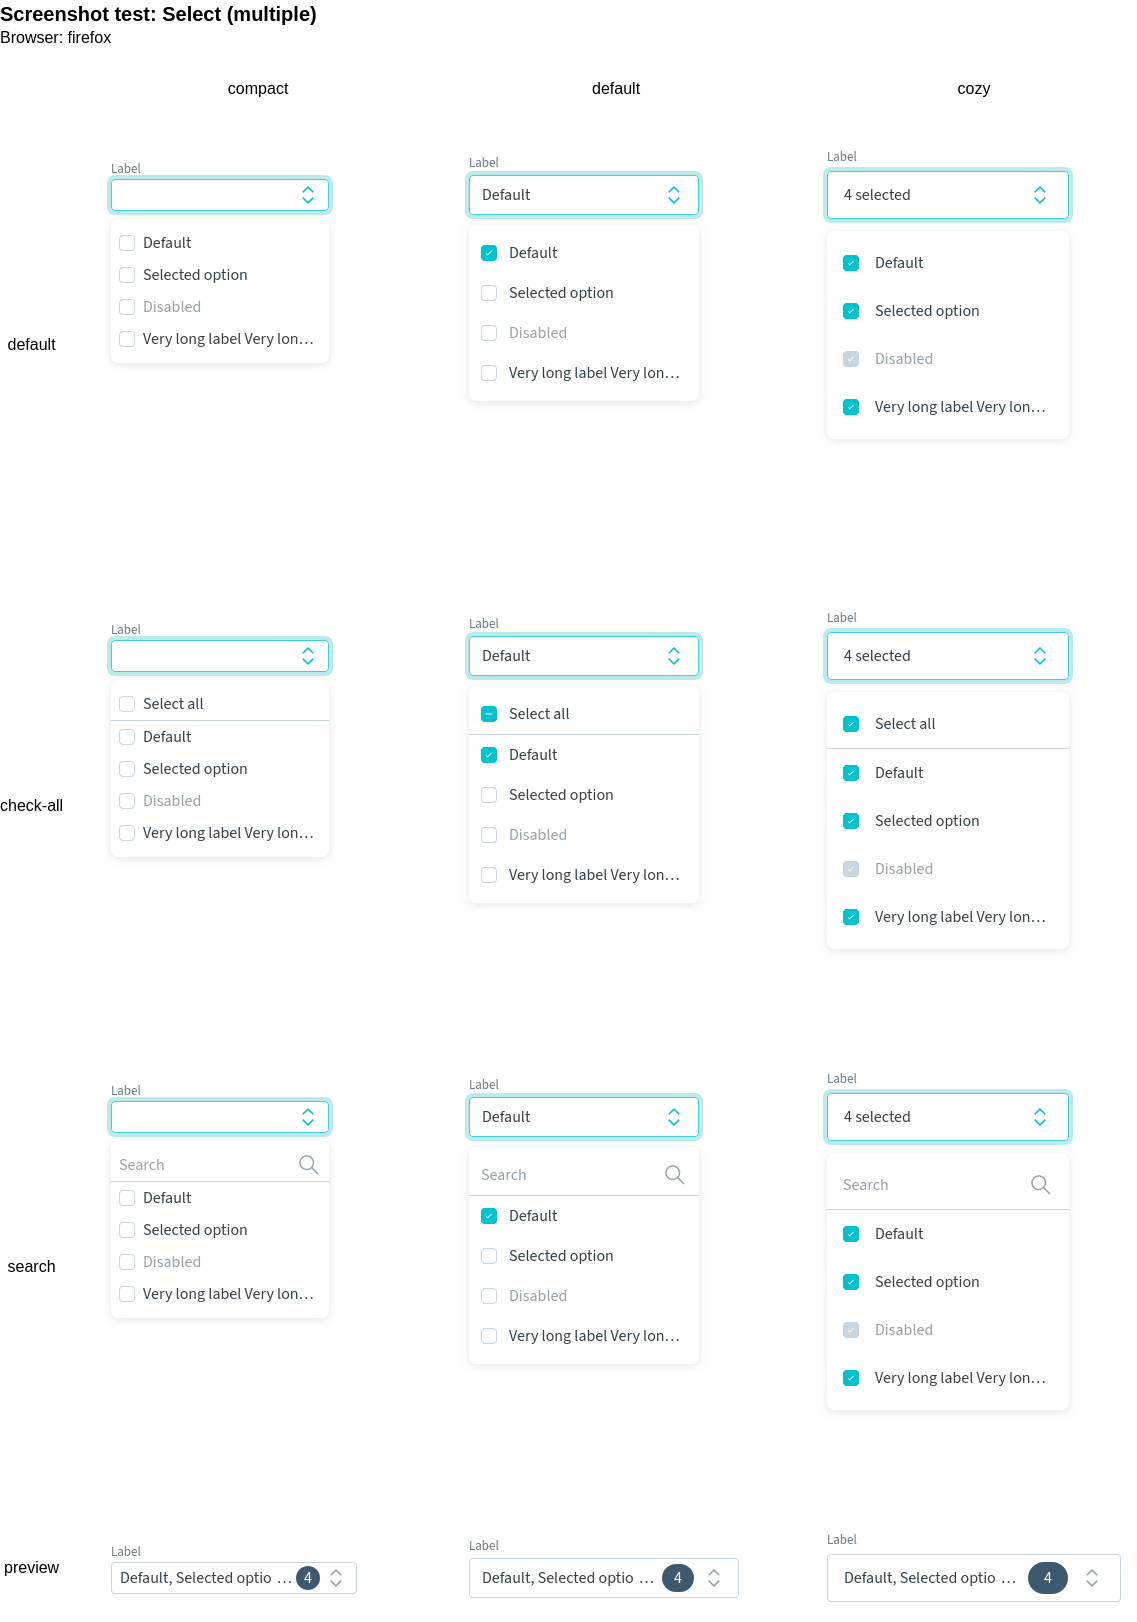 Screenshot test: Select (multiple)
Browser: firefox
compact
default
cozy
default
Label
Default
Selected option
Disabled
Very long label Very lon…
Label
Default
Default
Selected option
Disabled
Very long label Very lon…
Label
4 selected
Default
Selected option
Disabled
Very long label Very lon…
check-all
Label
Select all
Default
Selected option
Disabled
Very long label Very lon…
Label
Default
Select all
Default
Selected option
Disabled
Very long label Very lon…
Label
4 selected
Select all
Default
Selected option
Disabled
Very long label Very lon…
search
Label
Search
Default
Selected option
Disabled
Very long label Very lon…
Label
Default
Search
Default
Selected option
Disabled
Very long label Very lon…
Label
4 selected
Search
Default
Selected option
Disabled
Very long label Very lon…
preview
Label
Default, Selected optio … 4
Label
Default, Selected optio … 4
Label
Default, Selected optio … 4